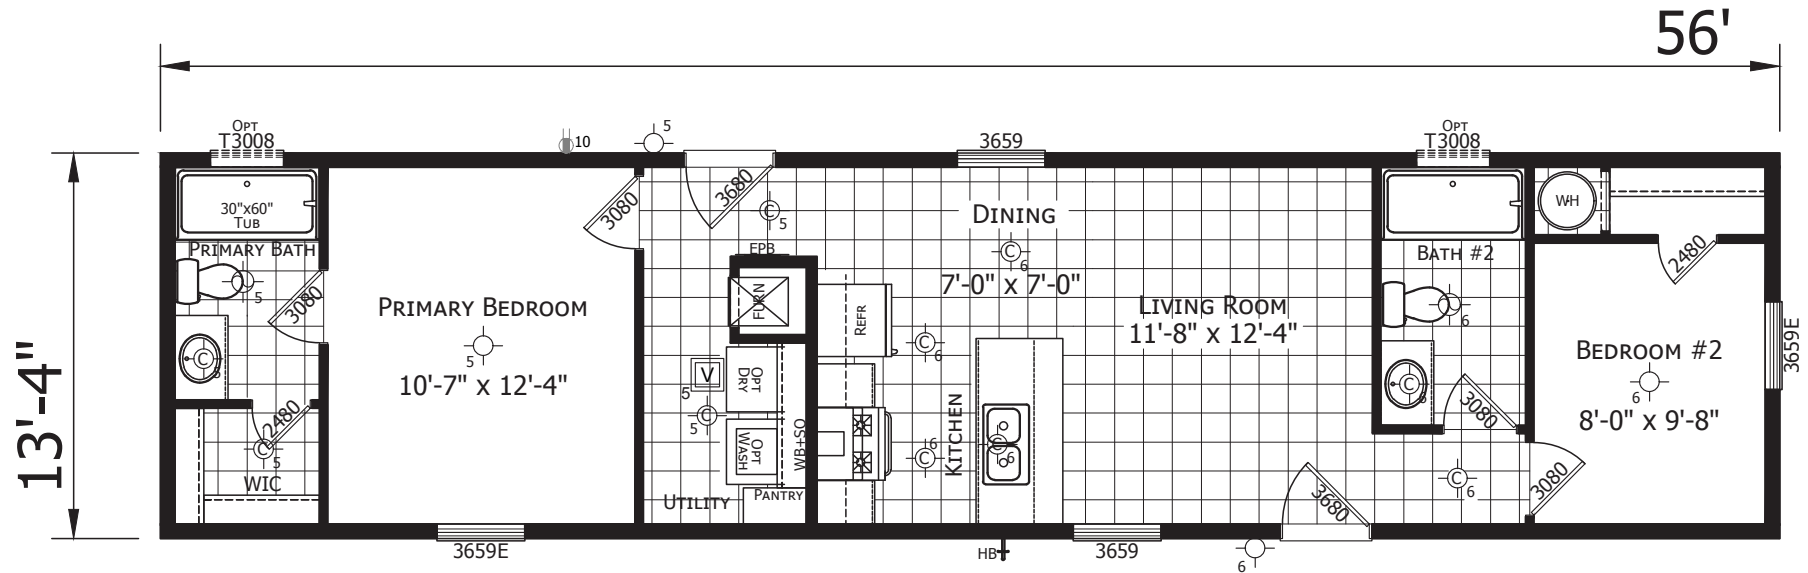 56'
13'-4"
OPT
T3008
10
5
3659
OPT
T3008
30"x60"
TUB
PRIMARY BATH
5
3080
C
5
2480
C
5
WIC
PRIMARY BEDROOM
5
10'-7" x 12'-4"
3659E
3080
3680
C
5
EPB
FURN
V
5
C
5
OPT
DRY
OPT
WASH
WB+SO
UTILITY
PANTRY
DINING
C
6
7'-0" x 7'-0"
REFR
C
6
C
6
KITCHEN
C
6
HB
LIVING ROOM
11'-8" x 12'-4"
3659
3680
6
BATH #2
C
6
C
6
3080
C
6
3080
WH
2480
BEDROOM #2
6
8'-0" x 9'-8"
3659E